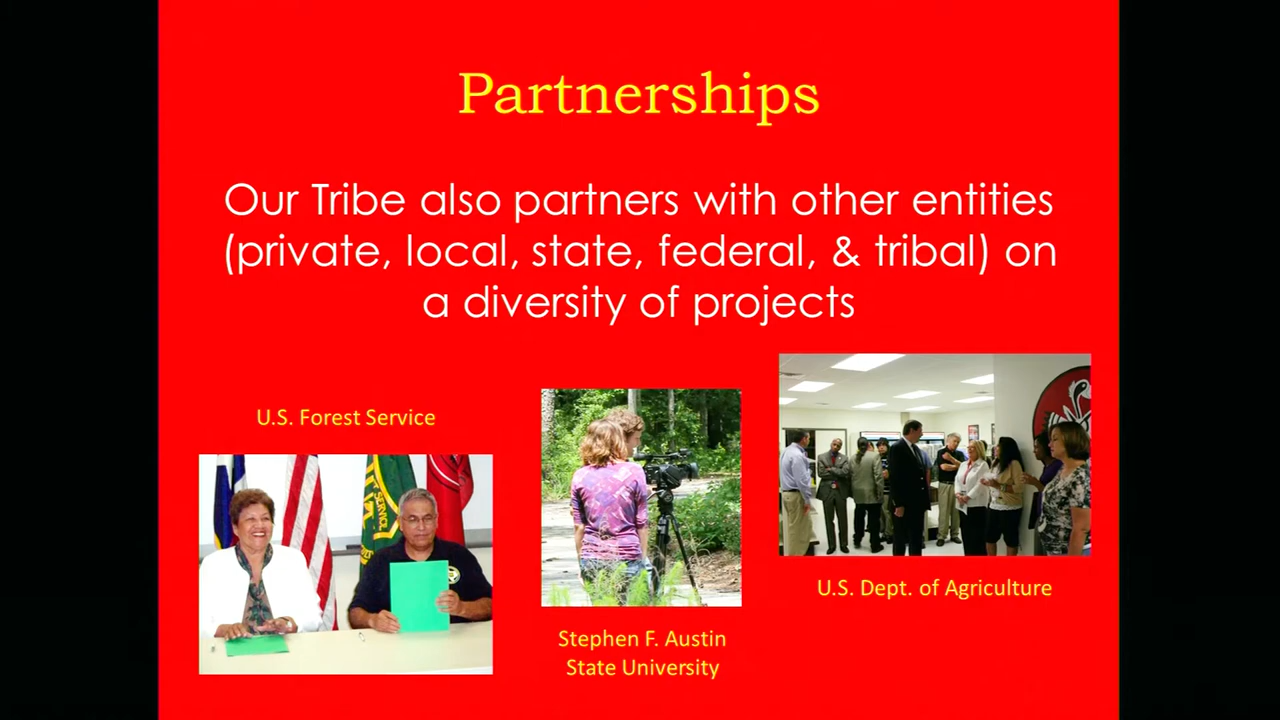 Partnerships
Our Tribe also partners with other entities
(private, local, state, federal, & tribal) on
a diversity of projects
U.S. Forest Service
SERVICE
U.S. Dept. of Agriculture
Stephen F. Austin
State University